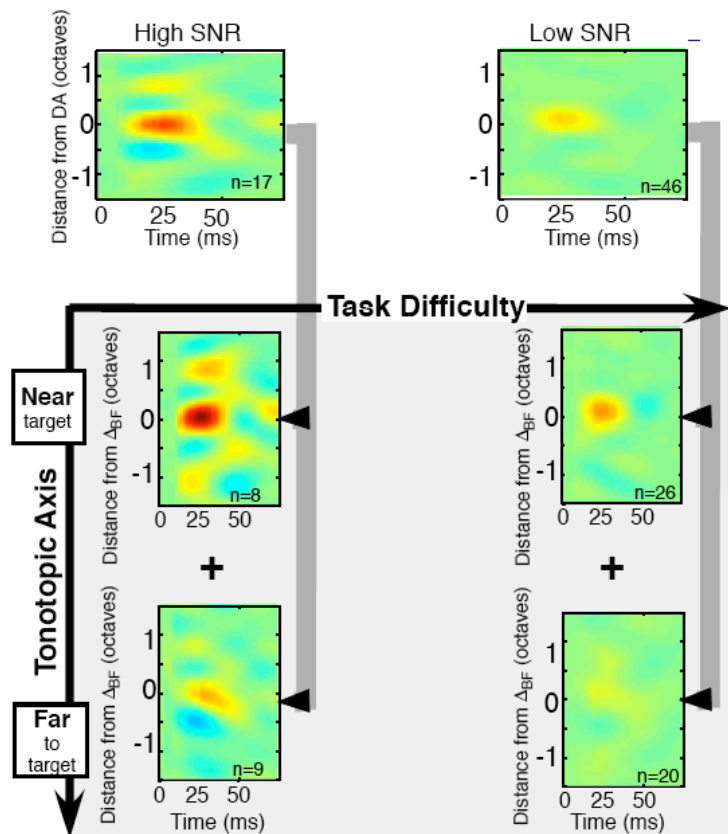 High SNR
Low SNR
Distance from DA (octaves)
1
0
-1
n=17
0 25 50
Time (ms)
1
0
-1
n=46
0 25 50
Time (ms)
Task Difficulty
Near
target
Tonotopic Axis
Far
to
target
Distance from Δ_BF (octaves)
1
0
-1
n=8
0 25 50
Distance from Δ_BF (octaves)
1
0
-1
n=26
0 25 50
+
+
Distance from Δ_BF (octaves)
1
0
-1
n=9
0 25 50
Time (ms)
Distance from Δ_BF (octaves)
1
0
-1
n=20
0 25 50
Time (ms)